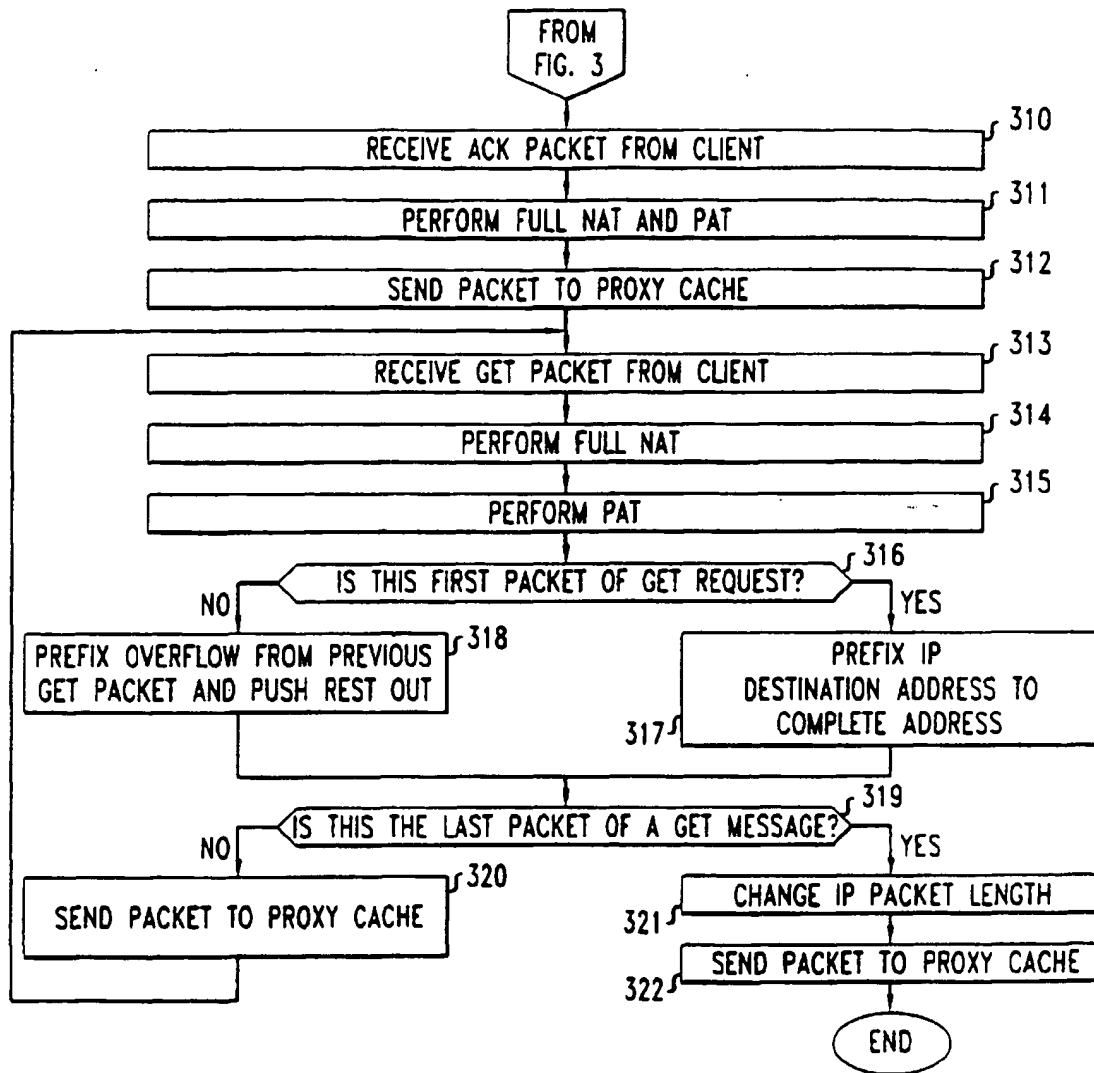 FROM
FIG. 3
310
RECEIVE ACK PACKET FROM CLIENT
311
PERFORM FULL NAT AND PAT
312
SEND PACKET TO PROXY CACHE
313
RECEIVE GET PACKET FROM CLIENT
314
PERFORM FULL NAT
315
PERFORM PAT
316
IS THIS FIRST PACKET OF GET REQUEST?
NO
YES
318
PREFIX OVERFLOW FROM PREVIOUS
GET PACKET AND PUSH REST OUT
PREFIX IP
DESTINATION ADDRESS TO
COMPLETE ADDRESS
317
319
IS THIS THE LAST PACKET OF A GET MESSAGE?
NO
YES
320
SEND PACKET TO PROXY CACHE
CHANGE IP PACKET LENGTH
321
SEND PACKET TO PROXY CACHE
322
END